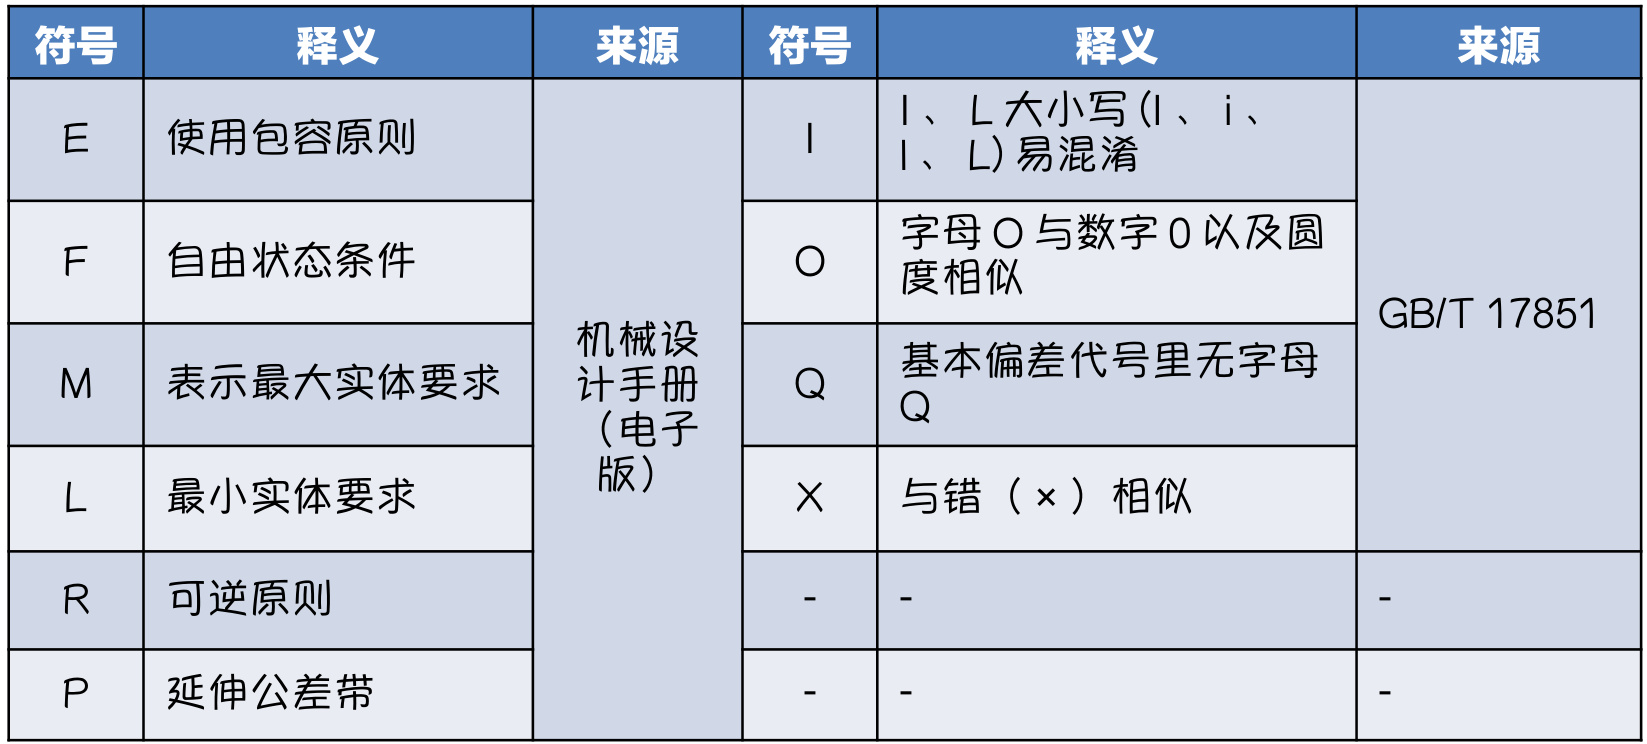 符号 释义 来源 符号 释义 来源
E 使用包容原则
机械设
计手册
（电子
版）
I
I、L大小写(I、i、
l、L)易混淆
GB/T 17851
F 自由状态条件
O
字母O与数字0以及圆
度相似
M 表示最大实体要求
Q
基本偏差代号里无字母
Q
L 最小实体要求
X 与错（×）相似
R 可逆原则
- - -
P 延伸公差带
- - -